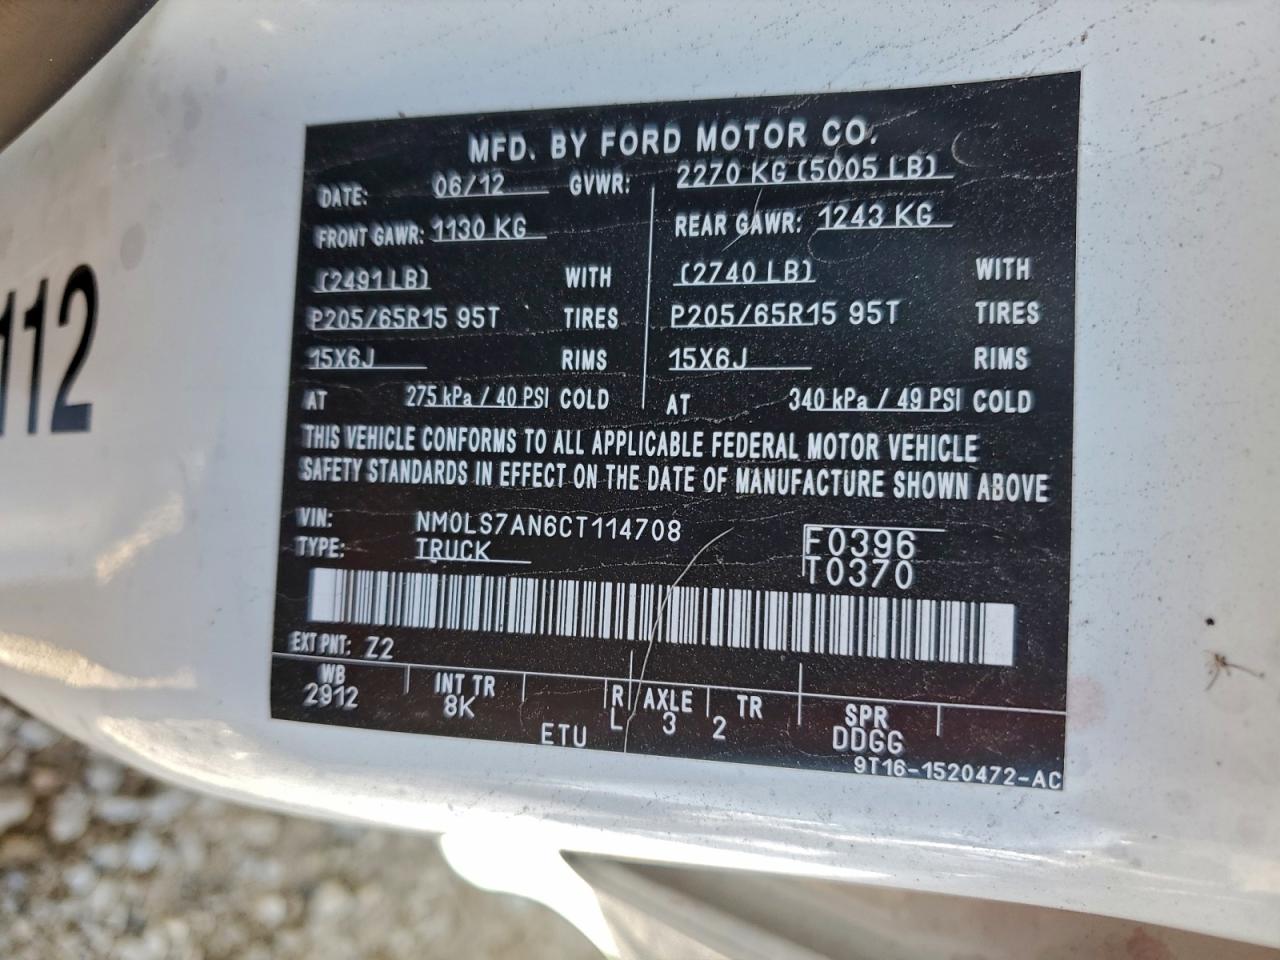 MFD. BY FORD MOTOR CO.
DATE: 06/12 GVWR: 2270 KG (5005 LB)
FRONT GAWR: 1130 KG REAR GAWR: 1243 KG
(2491 LB) WITH (2740 LB) WITH
P205/65R15 95T TIRES P205/65R15 95T TIRES
15X6J RIMS 15X6J RIMS
AT 275 kPa / 40 PSI COLD AT 340 kPa / 49 PSI COLD
THIS VEHICLE CONFORMS TO ALL APPLICABLE FEDERAL MOTOR VEHICLE
SAFETY STANDARDS IN EFFECT ON THE DATE OF MANUFACTURE SHOWN ABOVE
VIN: NM0LS7AN6CT114708 F0396
TYPE: TRUCK T0370
EXT PNT: Z2
WB INT TR R AXLE TR SPR
2912 8K ETU L 3 2 DDGG
9T16-1520472-AC
112